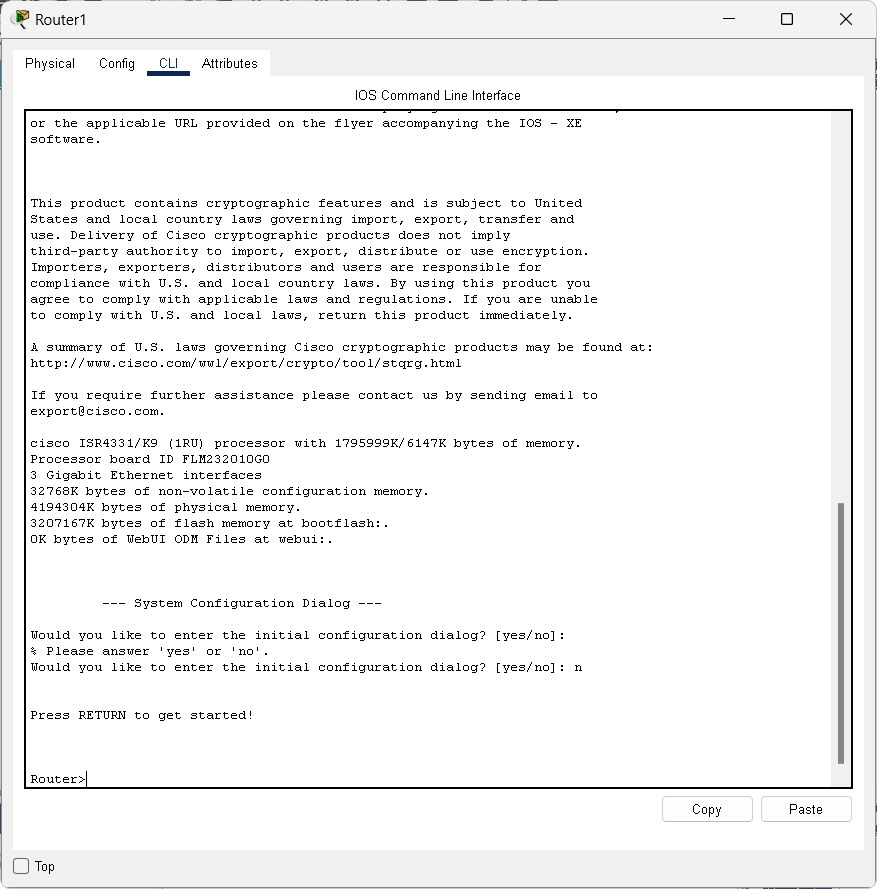 Router1
Physical Config CLI Attributes
IOS Command Line Interface
or the applicable URL provided on the flyer accompanying the IOS - XE
software.
This product contains cryptographic features and is subject to United
States and local country laws governing import, export, transfer and
use. Delivery of Cisco cryptographic products does not imply
third-party authority to import, export, distribute or use encryption.
Importers, exporters, distributors and users are responsible for
compliance with U.S. and local country laws. By using this product you
agree to comply with applicable laws and regulations. If you are unable
to comply with U.S. and local laws, return this product immediately.
A summary of U.S. laws governing Cisco cryptographic products may be found at:
http://www.cisco.com/wwl/export/crypto/tool/stqrg.html
If you require further assistance please contact us by sending email to
export@cisco.com.
cisco ISR4331/K9 (1RU) processor with 1795999K/6147K bytes of memory.
Processor board ID FLM232010G0
3 Gigabit Ethernet interfaces
32768K bytes of non-volatile configuration memory.
4194304K bytes of physical memory.
3207167K bytes of flash memory at bootflash:.
0K bytes of WebUI ODM Files at webui:.
--- System Configuration Dialog ---
Would you like to enter the initial configuration dialog? [yes/no]:
% Please answer 'yes' or 'no'.
Would you like to enter the initial configuration dialog? [yes/no]: n
Press RETURN to get started!
Router>
Copy Paste
Top